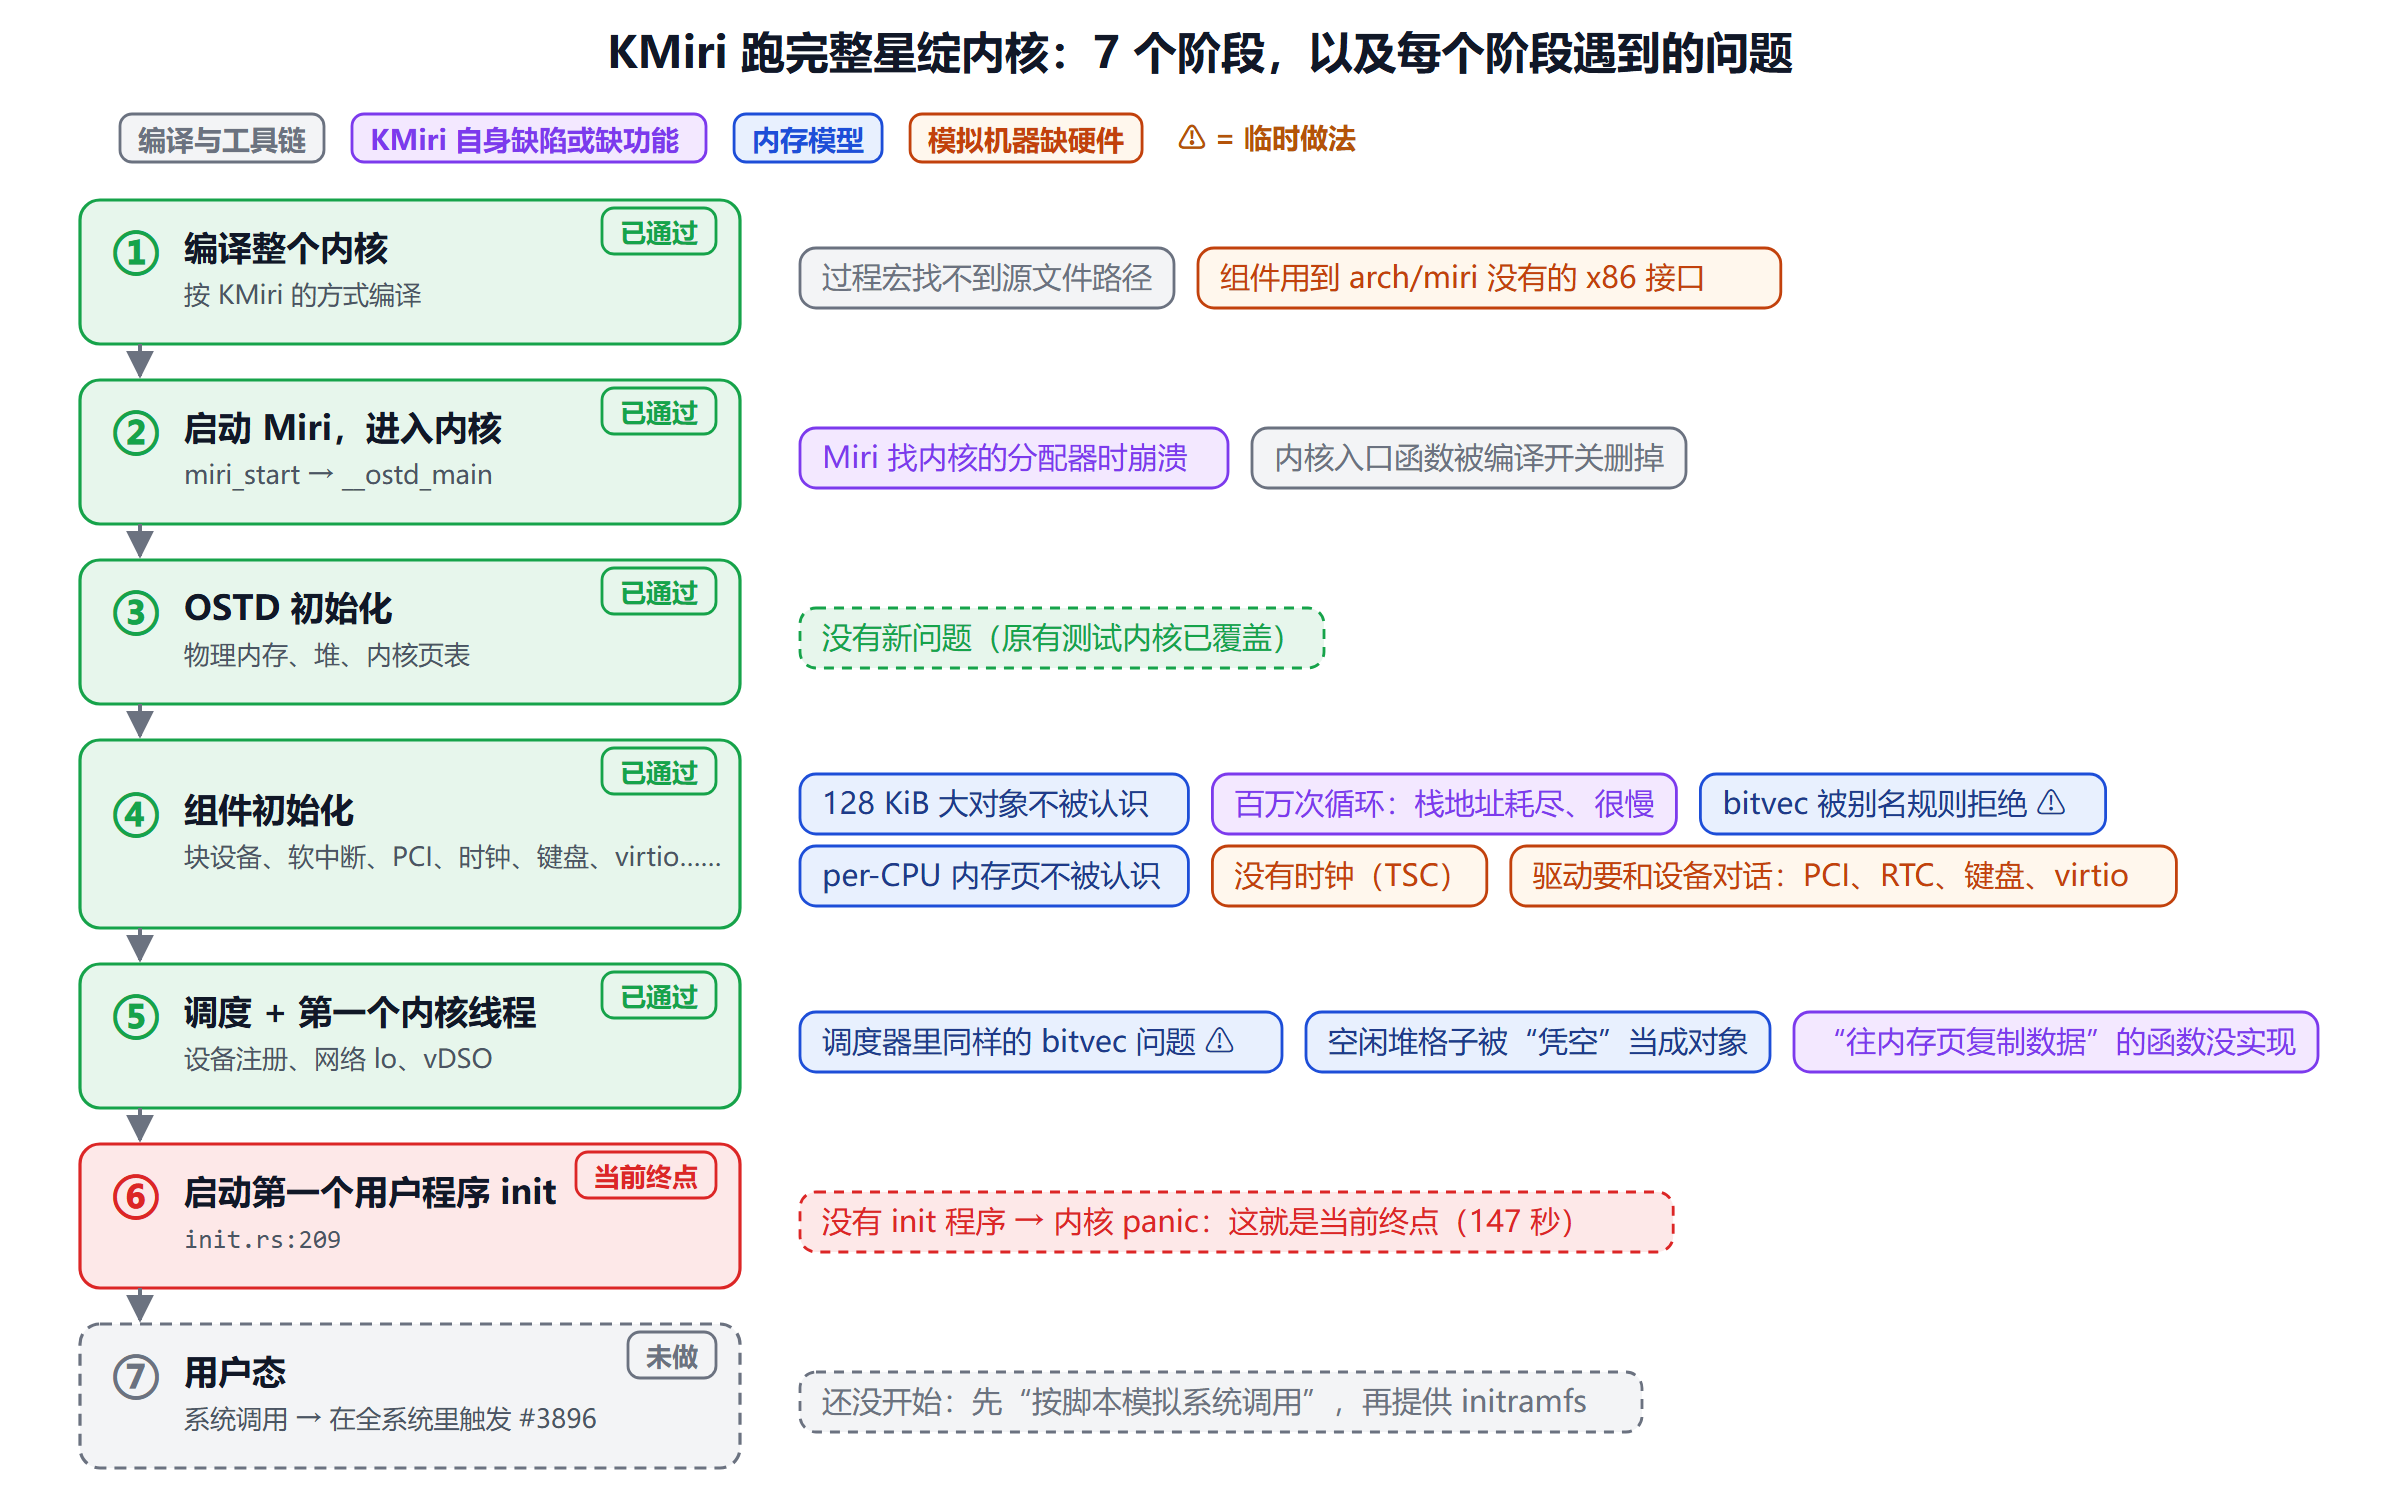 KMiri 跑完整星绽内核：7 个阶段，以及每个阶段遇到的问题
编译与工具链
KMiri 自身缺陷或缺功能
内存模型
模拟机器缺硬件
⚠ = 临时做法
① 编译整个内核
已通过
按 KMiri 的方式编译
过程宏找不到源文件路径
组件用到 arch/miri 没有的 x86 接口
② 启动 Miri，进入内核
已通过
miri_start → __ostd_main
Miri 找内核的分配器时崩溃
内核入口函数被编译开关删掉
③ OSTD 初始化
已通过
物理内存、堆、内核页表
没有新问题（原有测试内核已覆盖）
④ 组件初始化
已通过
块设备、软中断、PCI、时钟、键盘、virtio……
128 KiB 大对象不被认识
百万次循环：栈地址耗尽、很慢
bitvec 被别名规则拒绝 ⚠
per-CPU 内存页不被认识
没有时钟（TSC）
驱动要和设备对话：PCI、RTC、键盘、virtio
⑤ 调度 + 第一个内核线程
已通过
设备注册、网络 lo、vDSO
调度器里同样的 bitvec 问题 ⚠
空闲堆格子被“凭空”当成对象
“往内存页复制数据”的函数没实现
⑥ 启动第一个用户程序 init
当前终点
init.rs:209
没有 init 程序 → 内核 panic：这就是当前终点（147 秒）
⑦ 用户态
未做
系统调用 → 在全系统里触发 #3896
还没开始：先“按脚本模拟系统调用”，再提供 initramfs